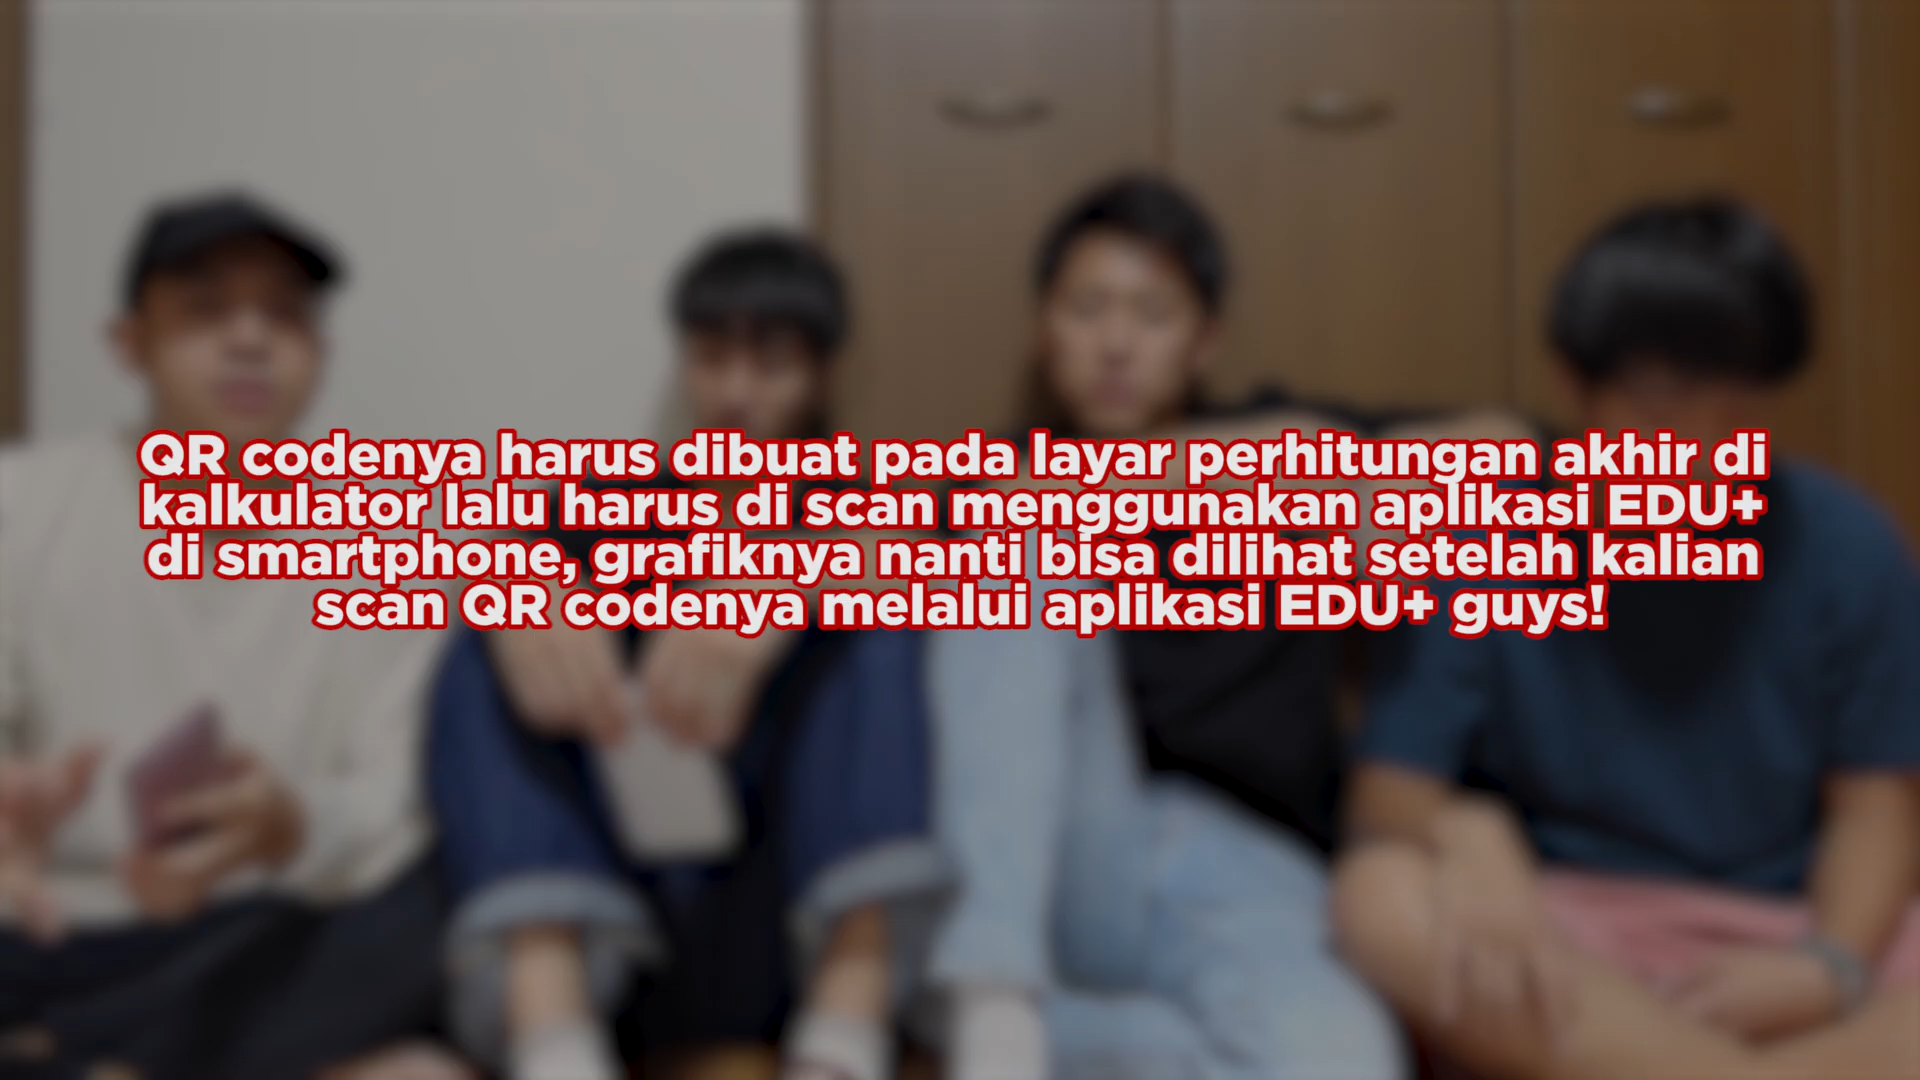 QR codenya harus dibuat pada layar perhitungan akhir di
kalkulator lalu harus di scan menggunakan aplikasi EDU+
di smartphone, grafiknya nanti bisa dilihat setelah kalian
scan QR codenya melalui aplikasi EDU+ guys!